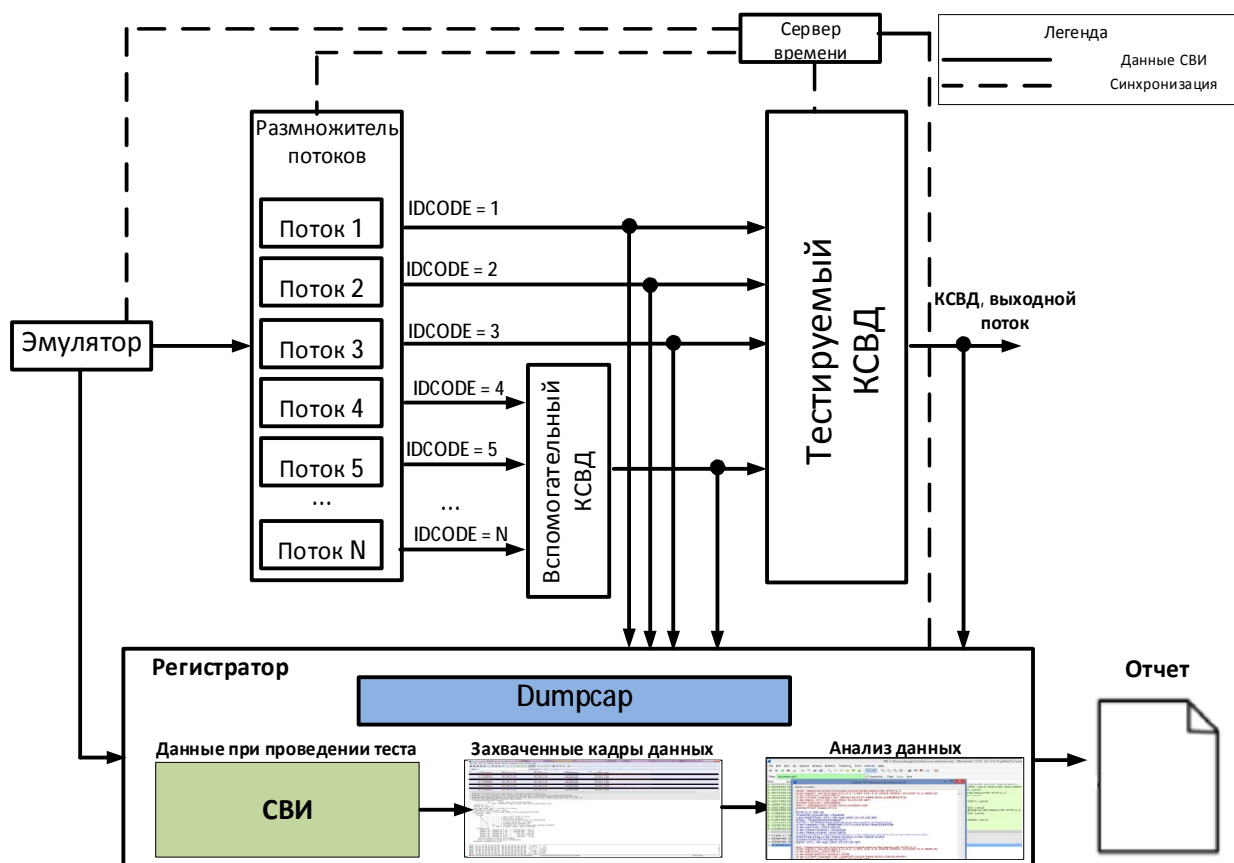 Сервер
времени
Легенда
Данные СВИ
Синхронизация
Размножитель
потоков
Поток 1
Поток 2
Поток 3
Поток 4
Поток 5
...
Поток N
IDCODE = 1
IDCODE = 2
IDCODE = 3
IDCODE = 4
IDCODE = 5
...
IDCODE = N
Эмулятор
Вспомогательный
КСВД
Тестируемый
КСВД
КСВД, выходной
поток
Регистратор
Dumpcap
Данные при проведении теста
СВИ
Захваченные кадры данных
Анализ данных
Отчет